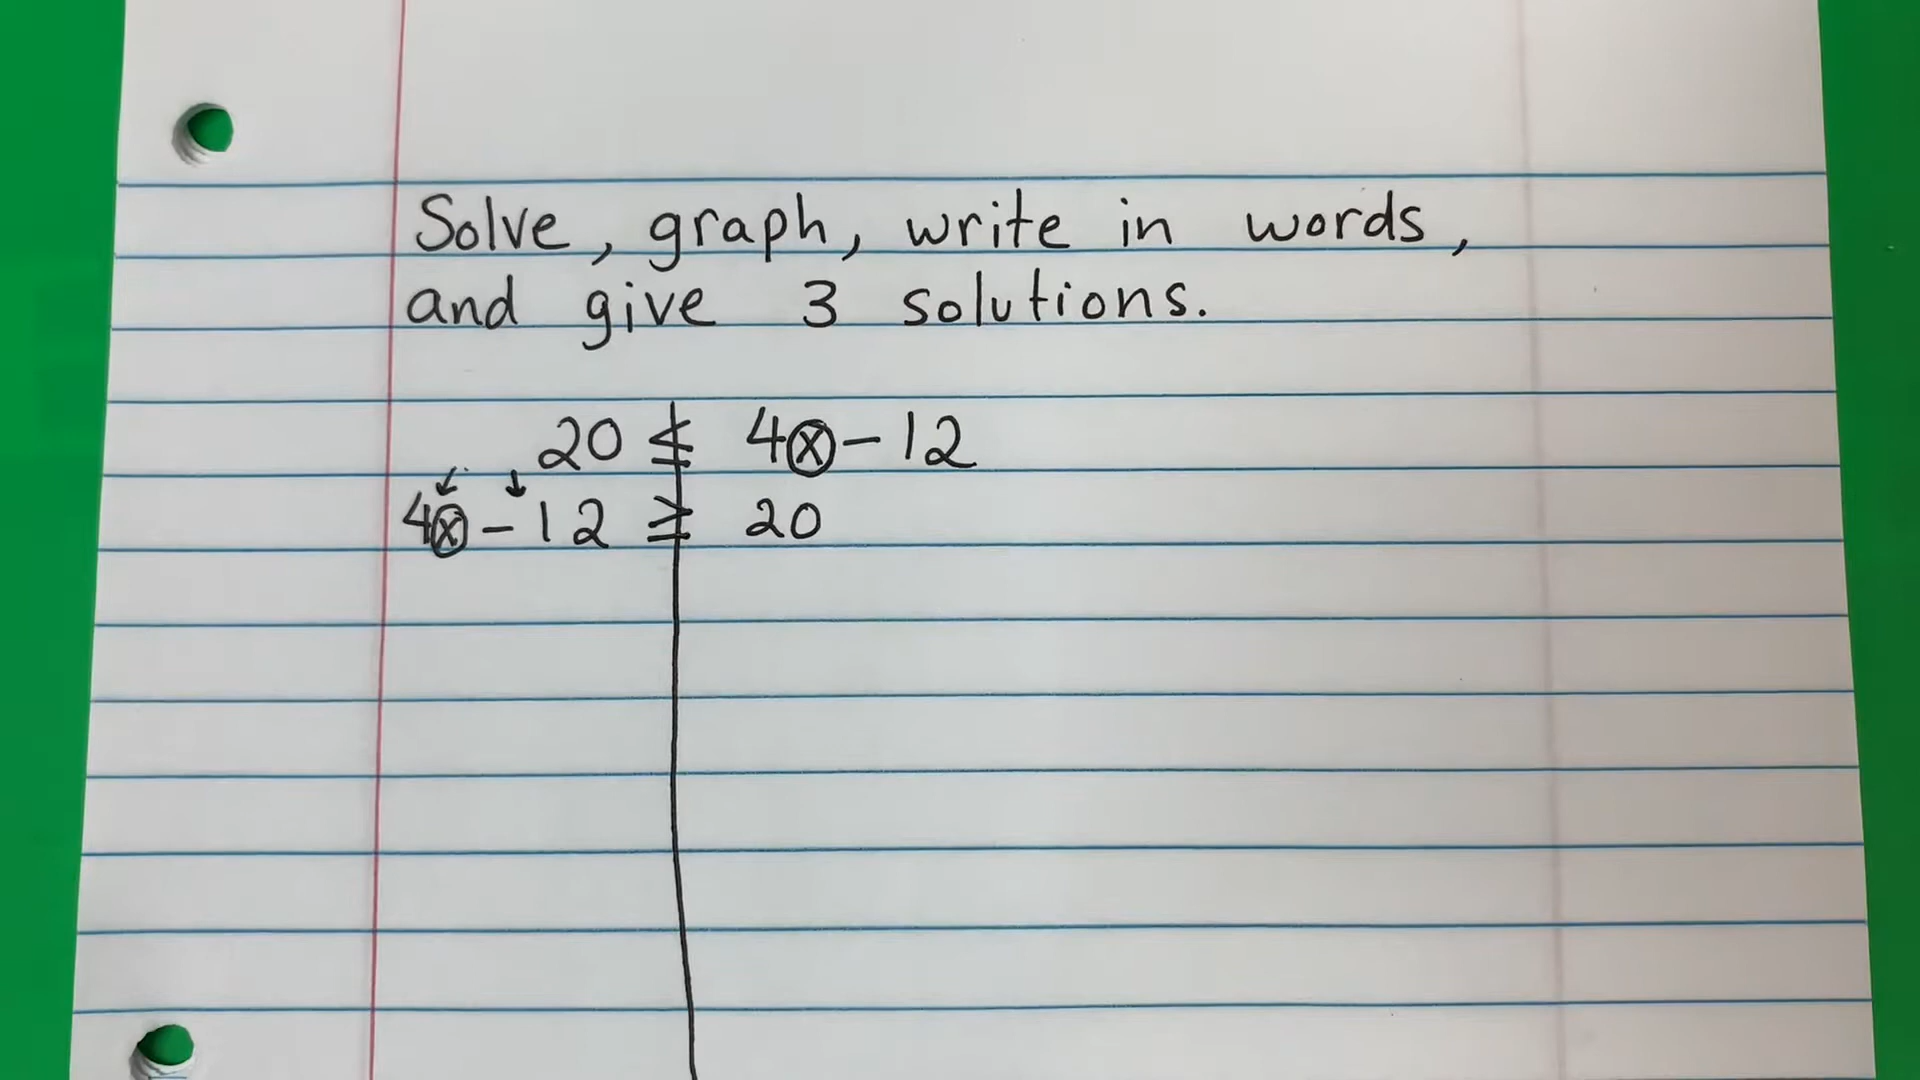 Solve, graph, write in words,
and give 3 solutions.
20 ≤ 4x - 12
4x - 12 ≥ 20